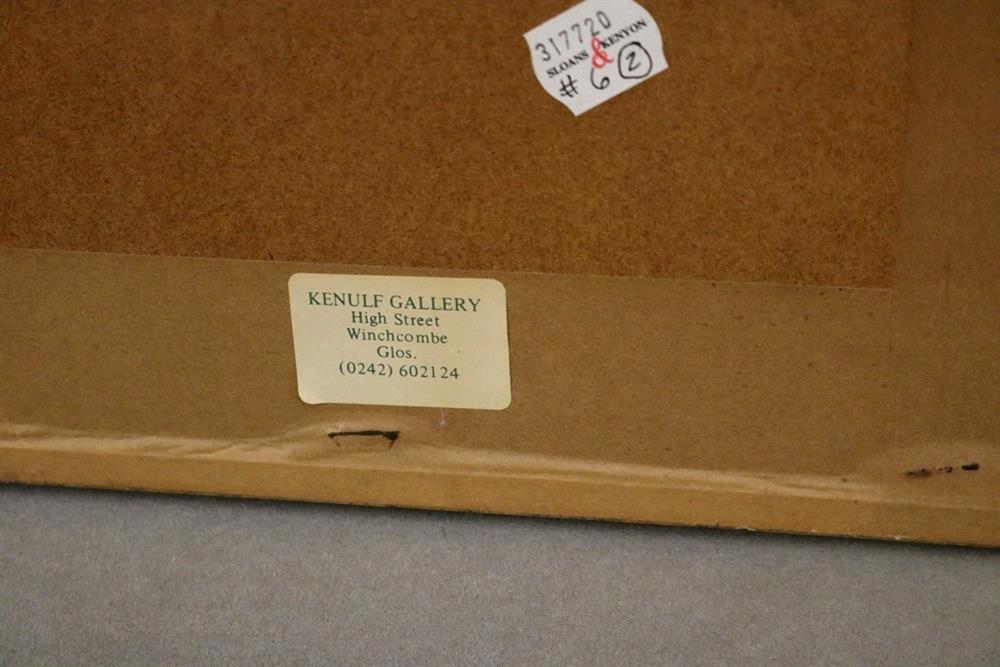 317720
SLOANS & KENYON
# 6 2
KENULF GALLERY
High Street
Winchcombe
Glos.
(0242) 602124